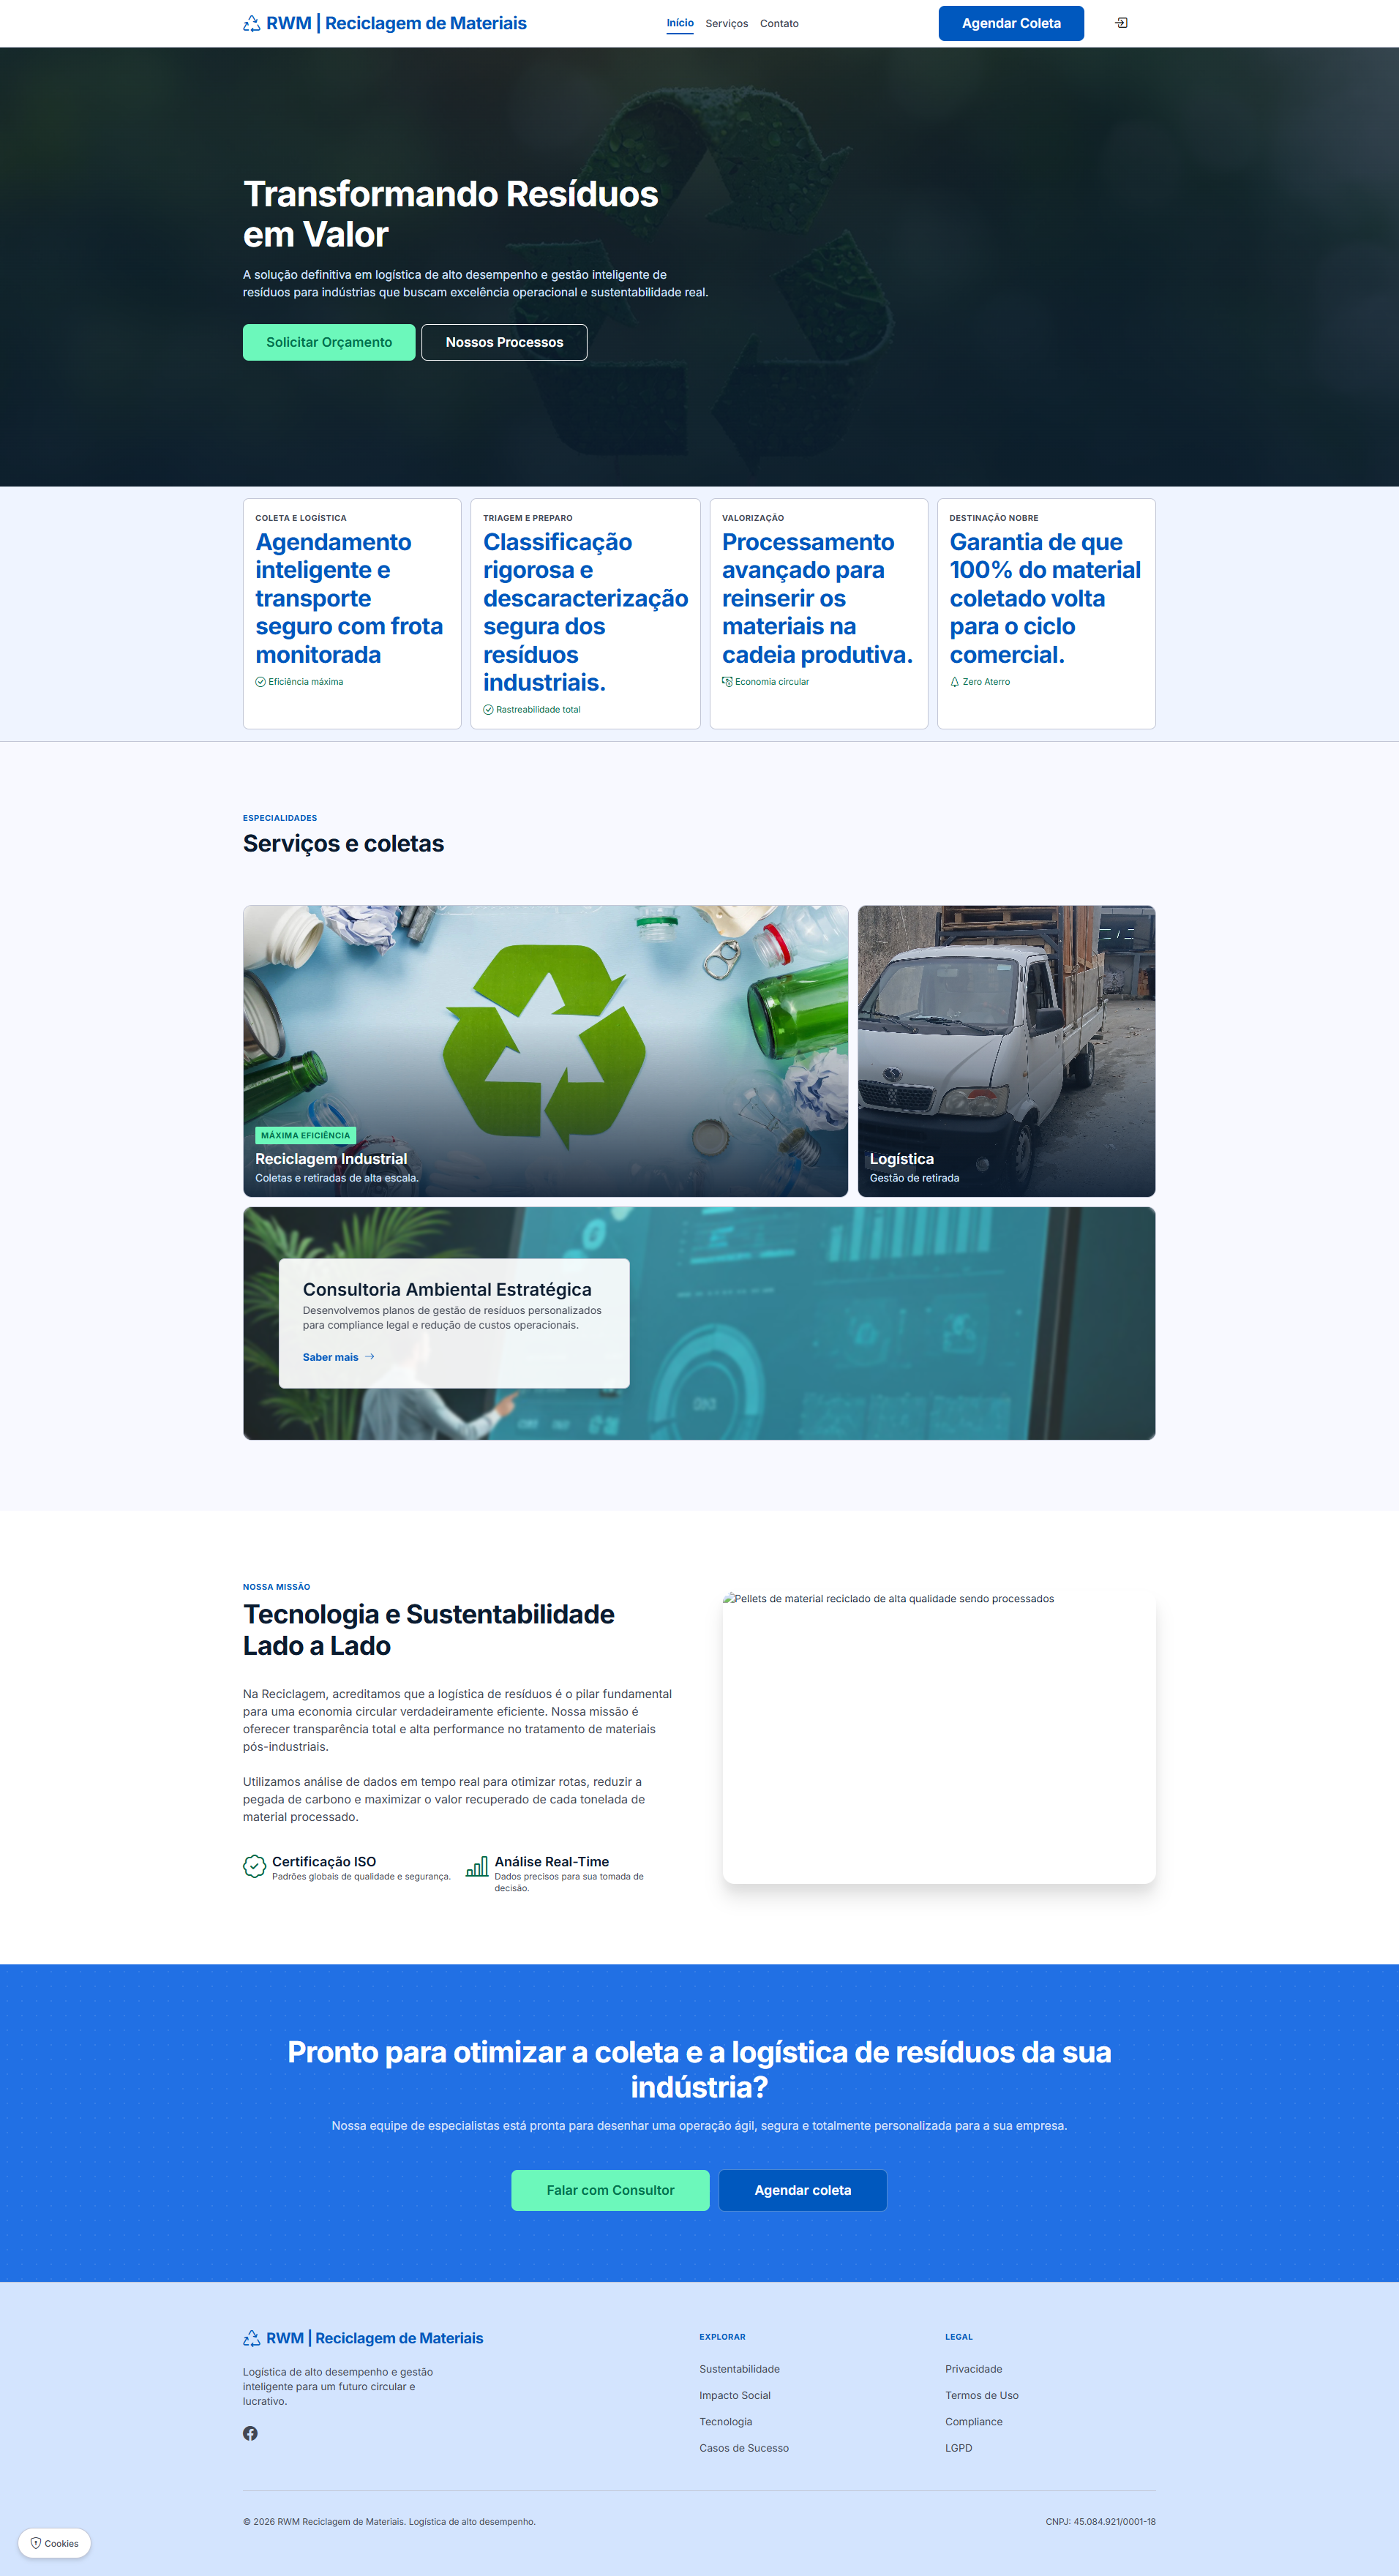 RWM | Reciclagem de Materiais
Início
Serviços
Contato
Agendar Coleta
Transformando Resíduos
em Valor
A solução definitiva em logística de alto desempenho e gestão inteligente de
resíduos para indústrias que buscam excelência operacional e sustentabilidade real.
Solicitar Orçamento
Nossos Processos
COLETA E LOGÍSTICA
Agendamento
inteligente e
transporte
seguro com frota
monitorada
Eficiência máxima
TRIAGEM E PREPARO
Classificação
rigorosa e
descaracterização
segura dos
resíduos
industriais.
Rastreabilidade total
VALORIZAÇÃO
Processamento
avançado para
reinserir os
materiais na
cadeia produtiva.
Economia circular
DESTINAÇÃO NOBRE
Garantia de que
100% do material
coletado volta
para o ciclo
comercial.
Zero Aterro
ESPECIALIDADES
Serviços e coletas
MÁXIMA EFICIÊNCIA
Reciclagem Industrial
Coletas e retiradas de alta escala.
Logística
Gestão de retirada
Consultoria Ambiental Estratégica
Desenvolvemos planos de gestão de resíduos personalizados
para compliance legal e redução de custos operacionais.
Saber mais
NOSSA MISSÃO
Tecnologia e Sustentabilidade
Lado a Lado
Na Reciclagem, acreditamos que a logística de resíduos é o pilar fundamental
para uma economia circular verdadeiramente eficiente. Nossa missão é
oferecer transparência total e alta performance no tratamento de materiais
pós-industriais.
Utilizamos análise de dados em tempo real para otimizar rotas, reduzir a
pegada de carbono e maximizar o valor recuperado de cada tonelada de
material processado.
Certificação ISO
Padrões globais de qualidade e segurança.
Análise Real-Time
Dados precisos para sua tomada de
decisão.
Pellets de material reciclado de alta qualidade sendo processados
Pronto para otimizar a coleta e a logística de resíduos da sua
indústria?
Nossa equipe de especialistas está pronta para desenhar uma operação ágil, segura e totalmente personalizada para a sua empresa.
Falar com Consultor
Agendar coleta
RWM | Reciclagem de Materiais
Logística de alto desempenho e gestão
inteligente para um futuro circular e
lucrativo.
EXPLORAR
Sustentabilidade
Impacto Social
Tecnologia
Casos de Sucesso
LEGAL
Privacidade
Termos de Uso
Compliance
LGPD
© 2026 RWM Reciclagem de Materiais. Logística de alto desempenho.
CNPJ: 45.084.921/0001-18
Cookies